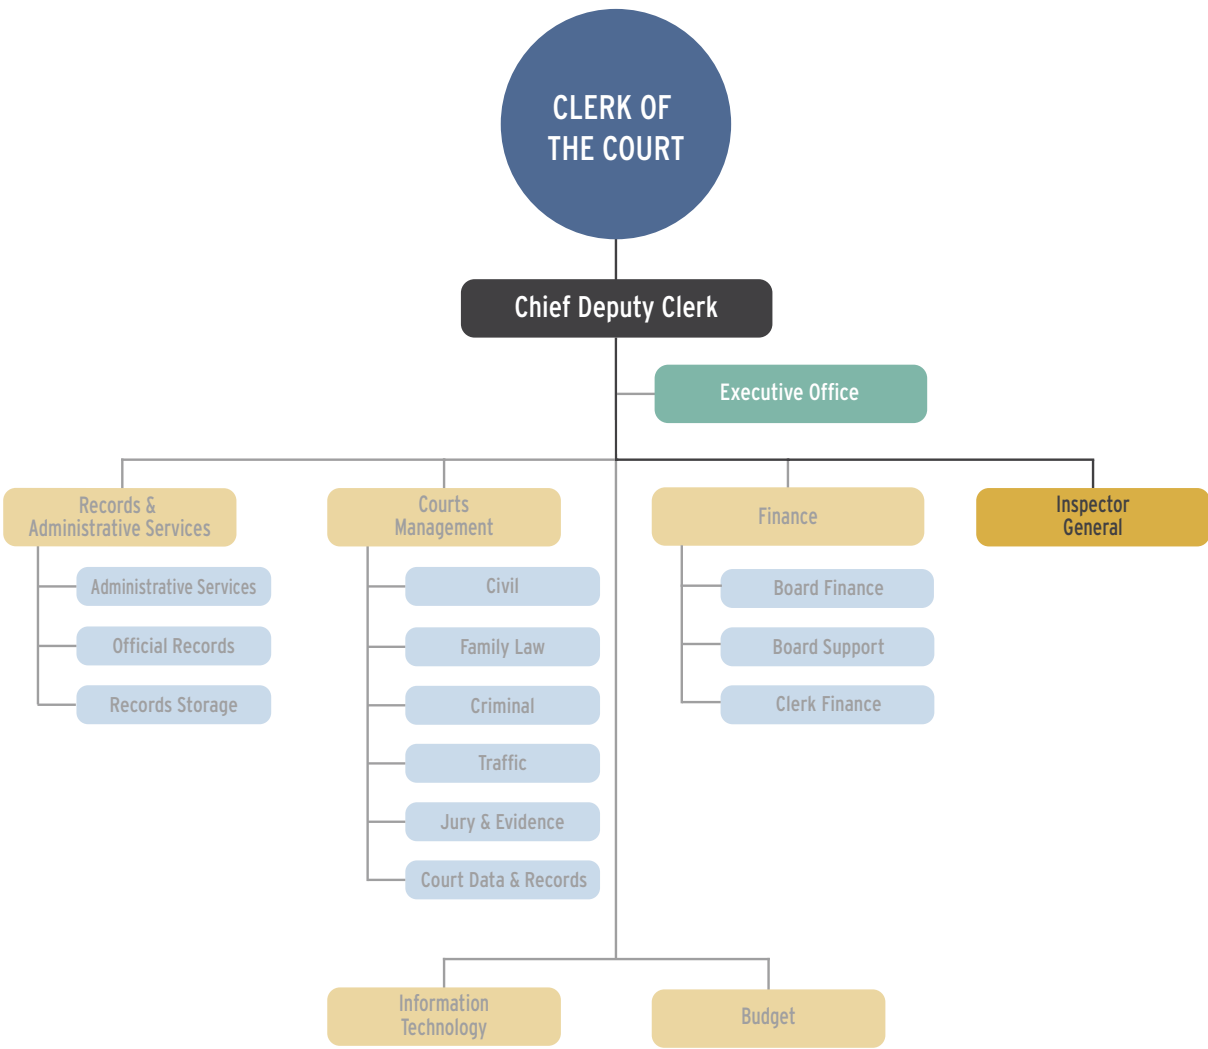 CLERK OF
THE COURT
Chief Deputy Clerk
Executive Office
Records &
Administrative Services
Administrative Services
Official Records
Records Storage
Courts
Management
Civil
Family Law
Criminal
Traffic
Jury & Evidence
Court Data & Records
Finance
Board Finance
Board Support
Clerk Finance
Inspector
General
Information
Technology
Budget